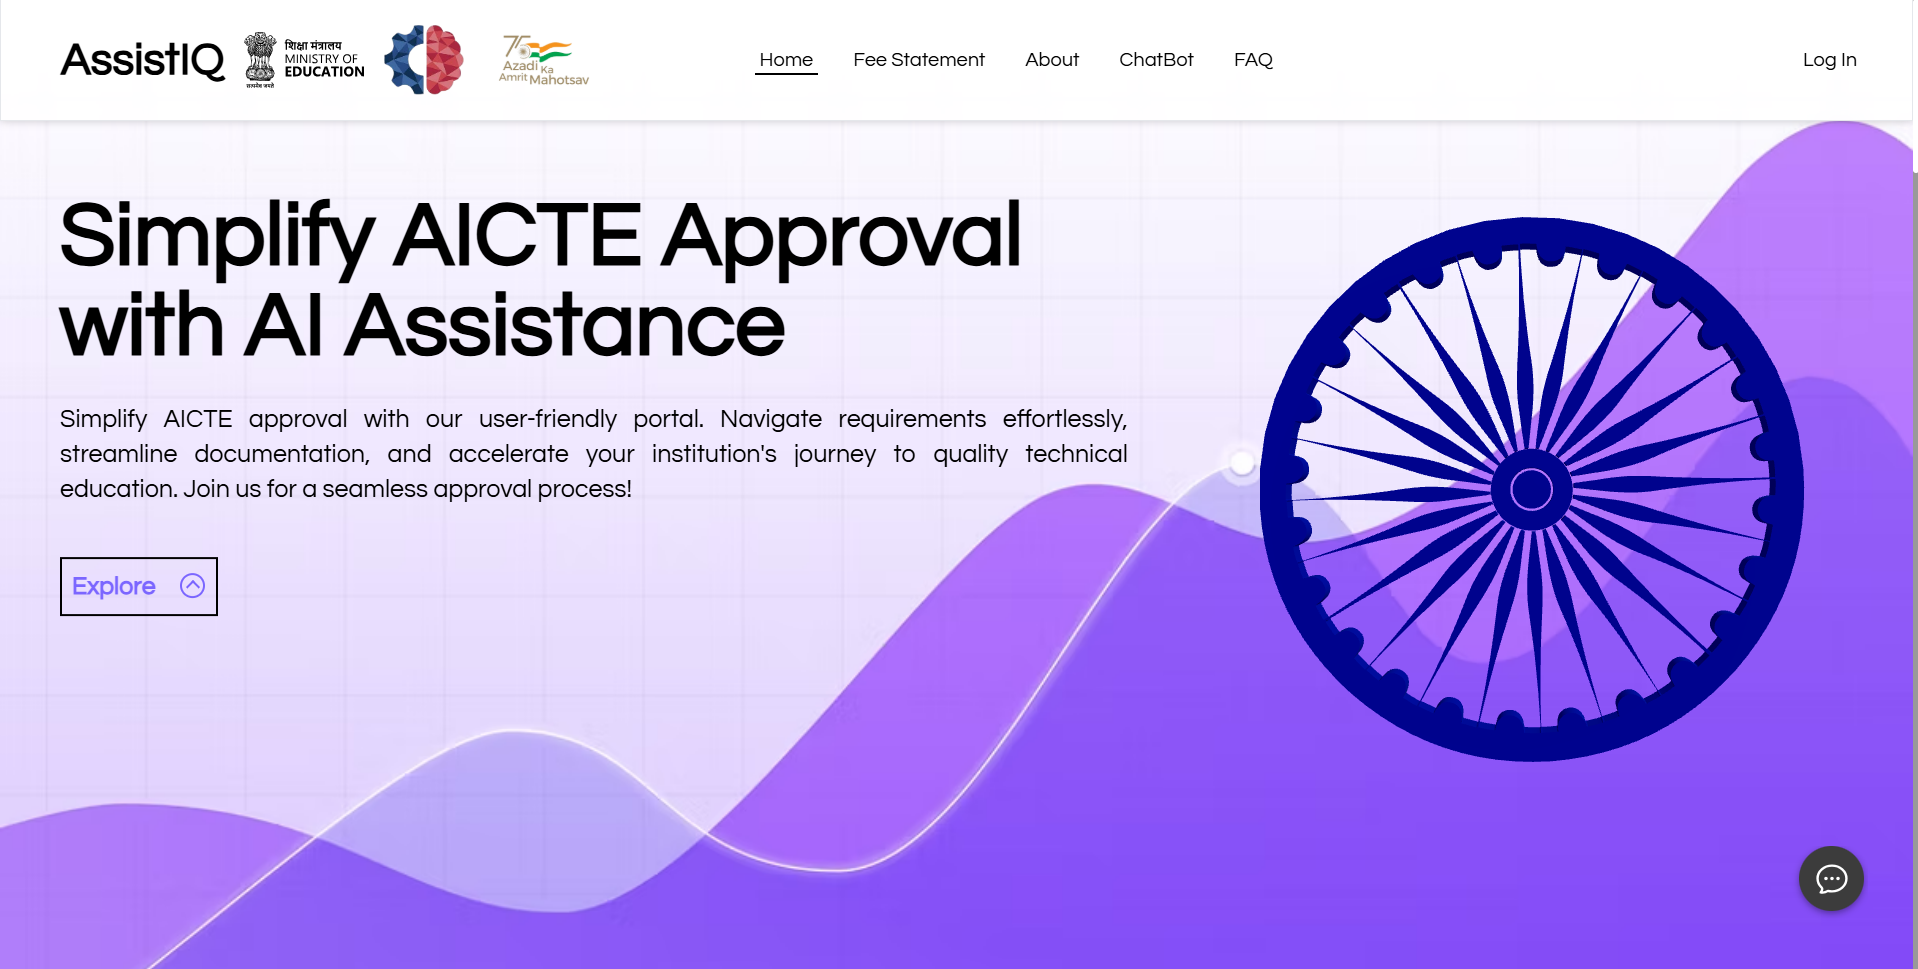 AssistIQ
शिक्षा मंत्रालय
MINISTRY OF
EDUCATION
सत्यमेव जयते
75
Azadi Ka
Amrit Mahotsav
Home
Fee Statement
About
ChatBot
FAQ
Log In
Simplify AICTE Approval
with AI Assistance
Simplify AICTE approval with our user-friendly portal. Navigate requirements effortlessly,
streamline documentation, and accelerate your institution's journey to quality technical
education. Join us for a seamless approval process!
Explore